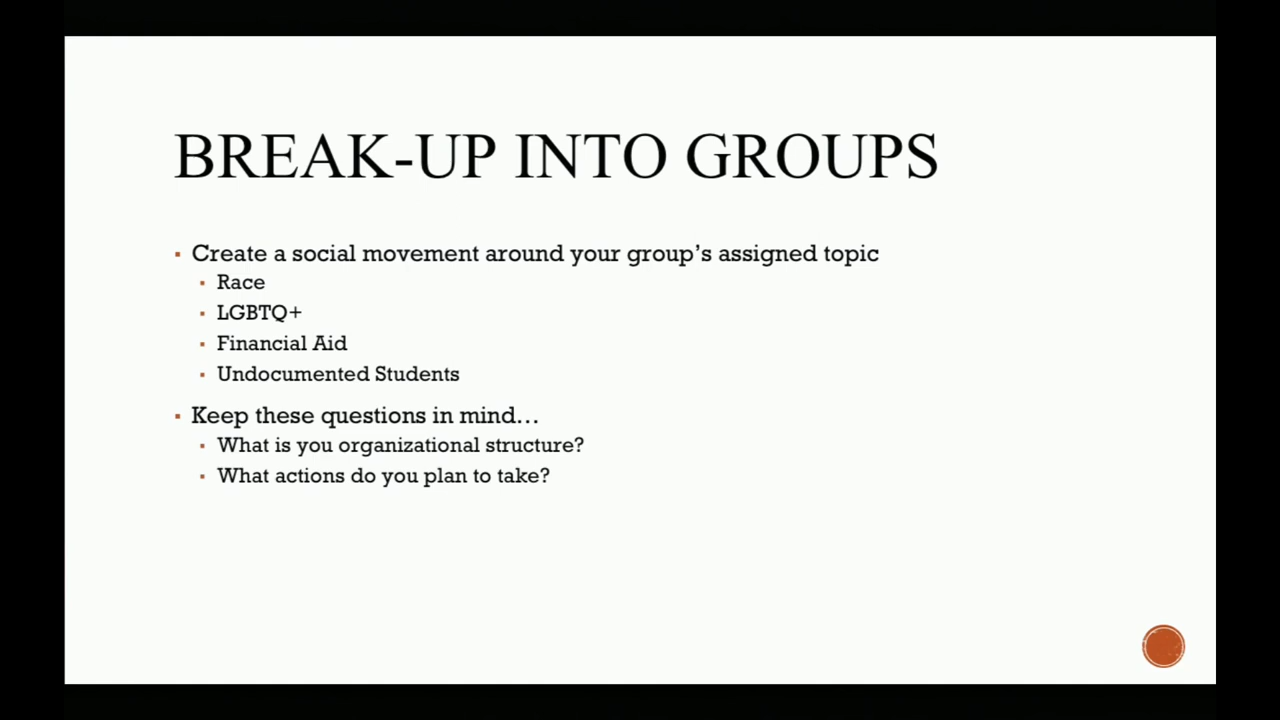 BREAK-UP INTO GROUPS
▪ Create a social movement around your group's assigned topic
▪ Race
▪ LGBTQ+
▪ Financial Aid
▪ Undocumented Students
▪ Keep these questions in mind…
▪ What is you organizational structure?
▪ What actions do you plan to take?